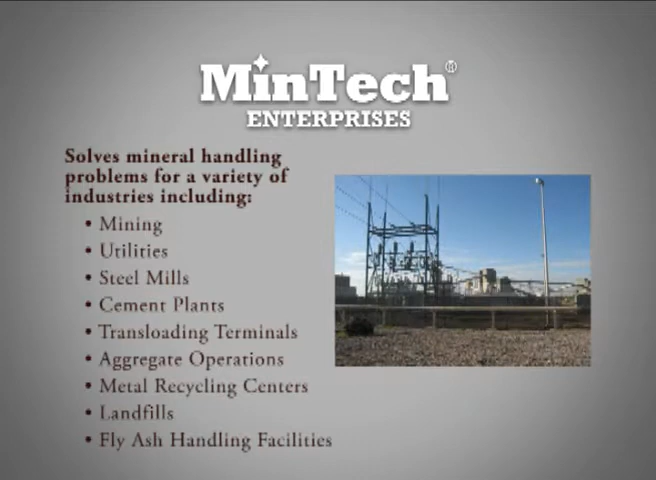 MinTech®
ENTERPRISES
Solves mineral handling
problems for a variety of
industries including:
• Mining
• Utilities
• Steel Mills
• Cement Plants
• Transloading Terminals
• Aggregate Operations
• Metal Recycling Centers
• Landfills
• Fly Ash Handling Facilities